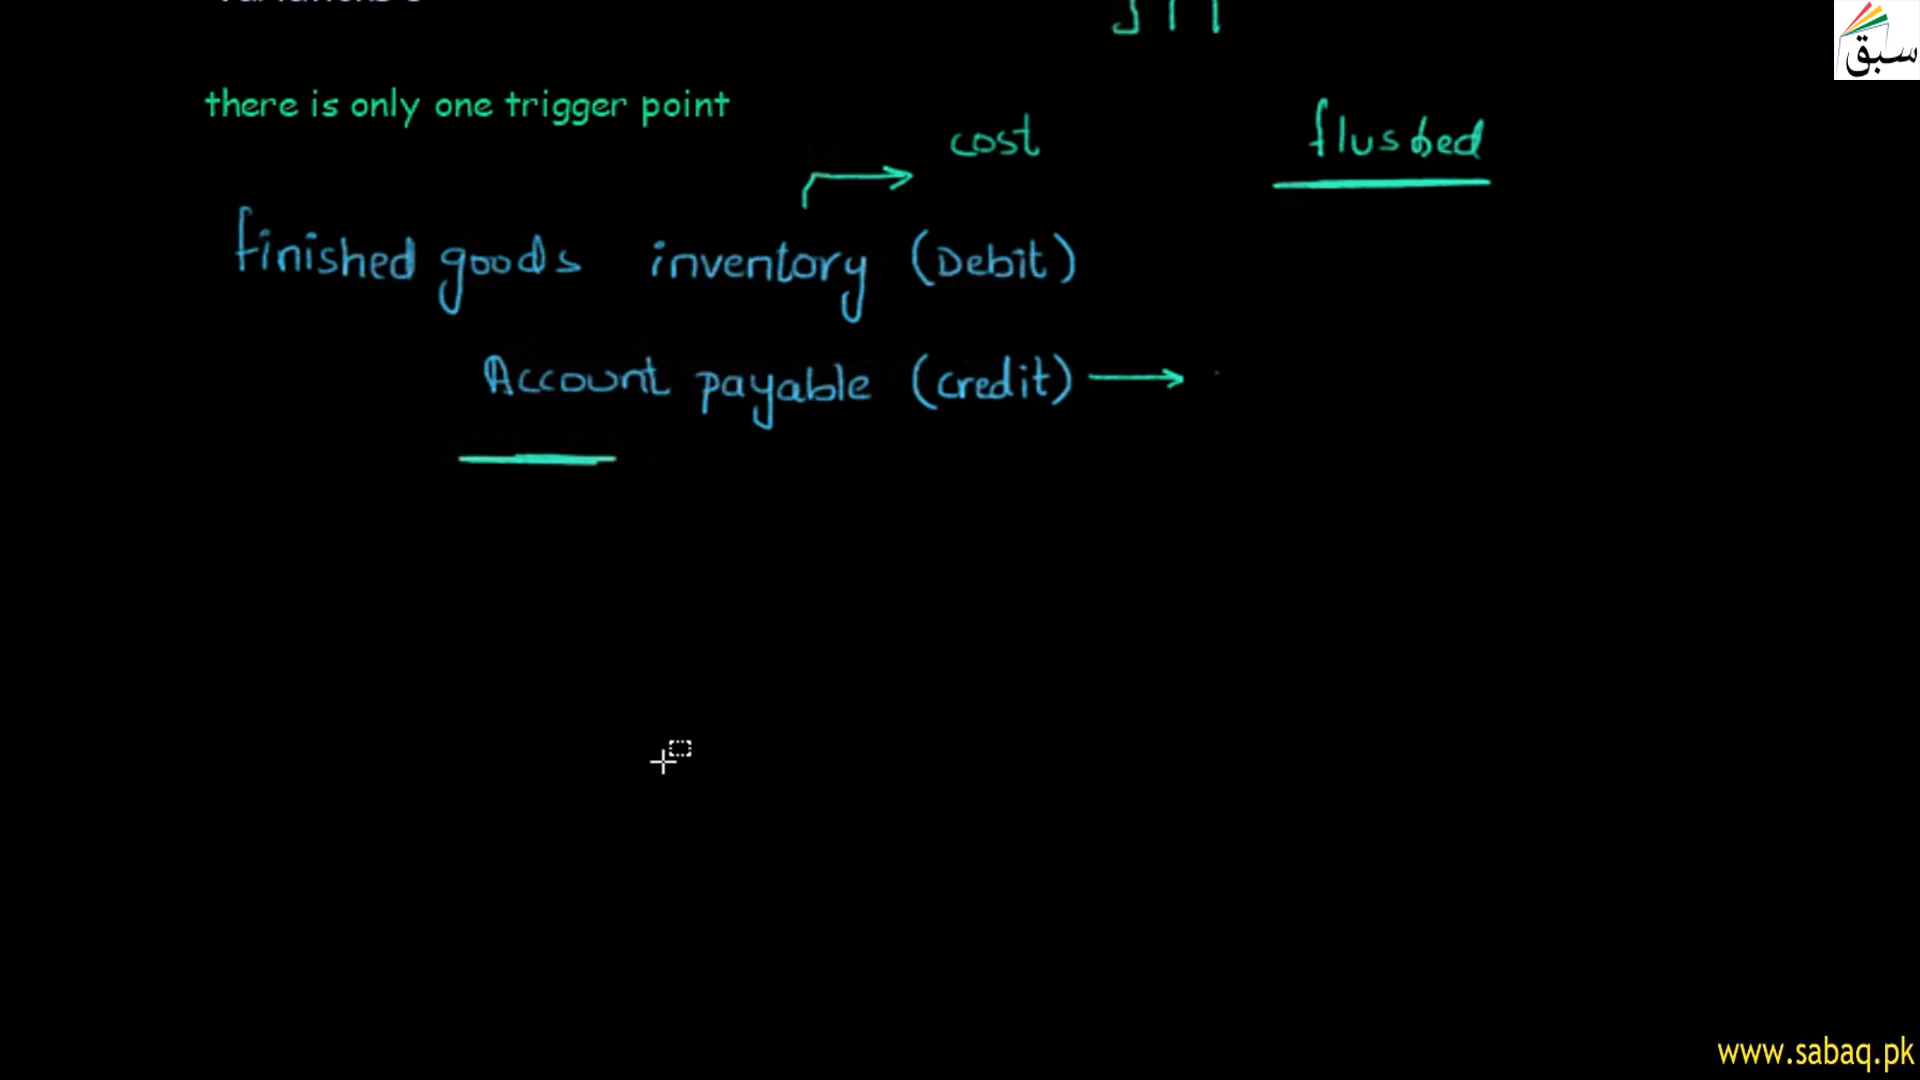 سبق
there is only one trigger point
cost
flushed
finished goods inventory (Debit)
Account payable (credit)
www.sabaq.pk